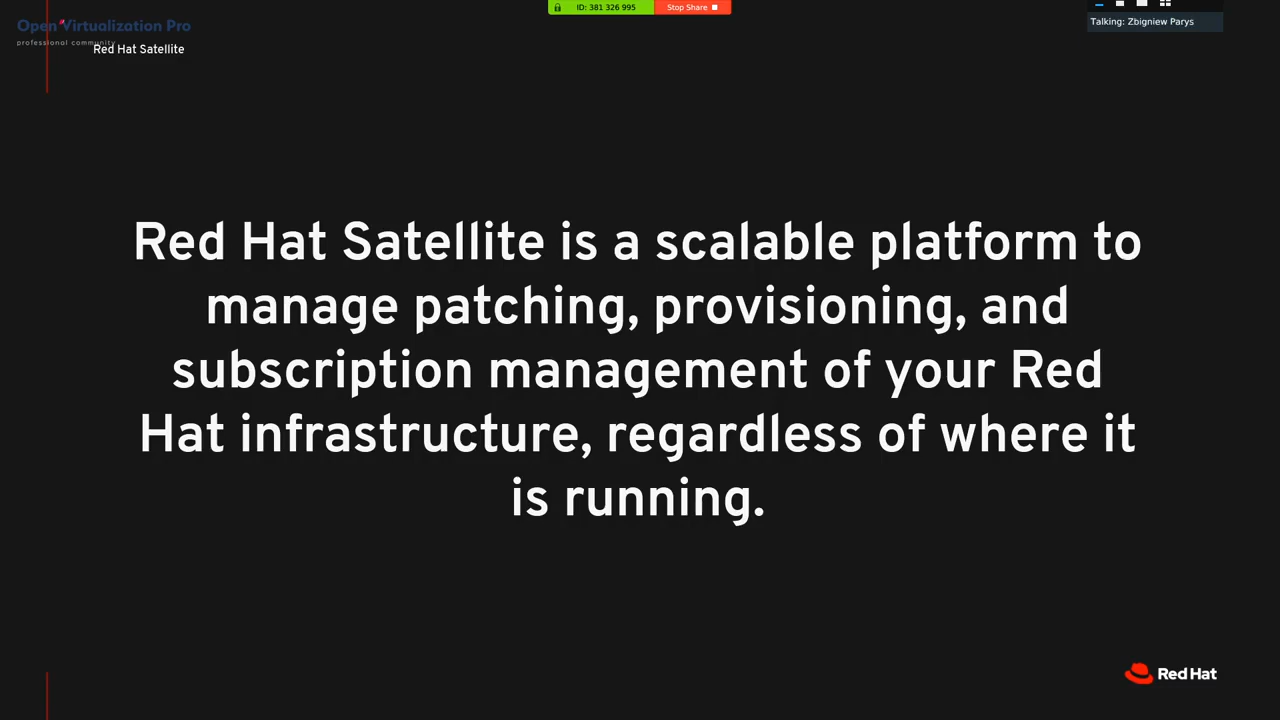 Open Virtualization Pro
professional community
Red Hat Satellite
ID: 381 326 995
Stop Share
Talking: Zbigniew Parys
Red Hat Satellite is a scalable platform to
manage patching, provisioning, and
subscription management of your Red
Hat infrastructure, regardless of where it
is running.
Red Hat